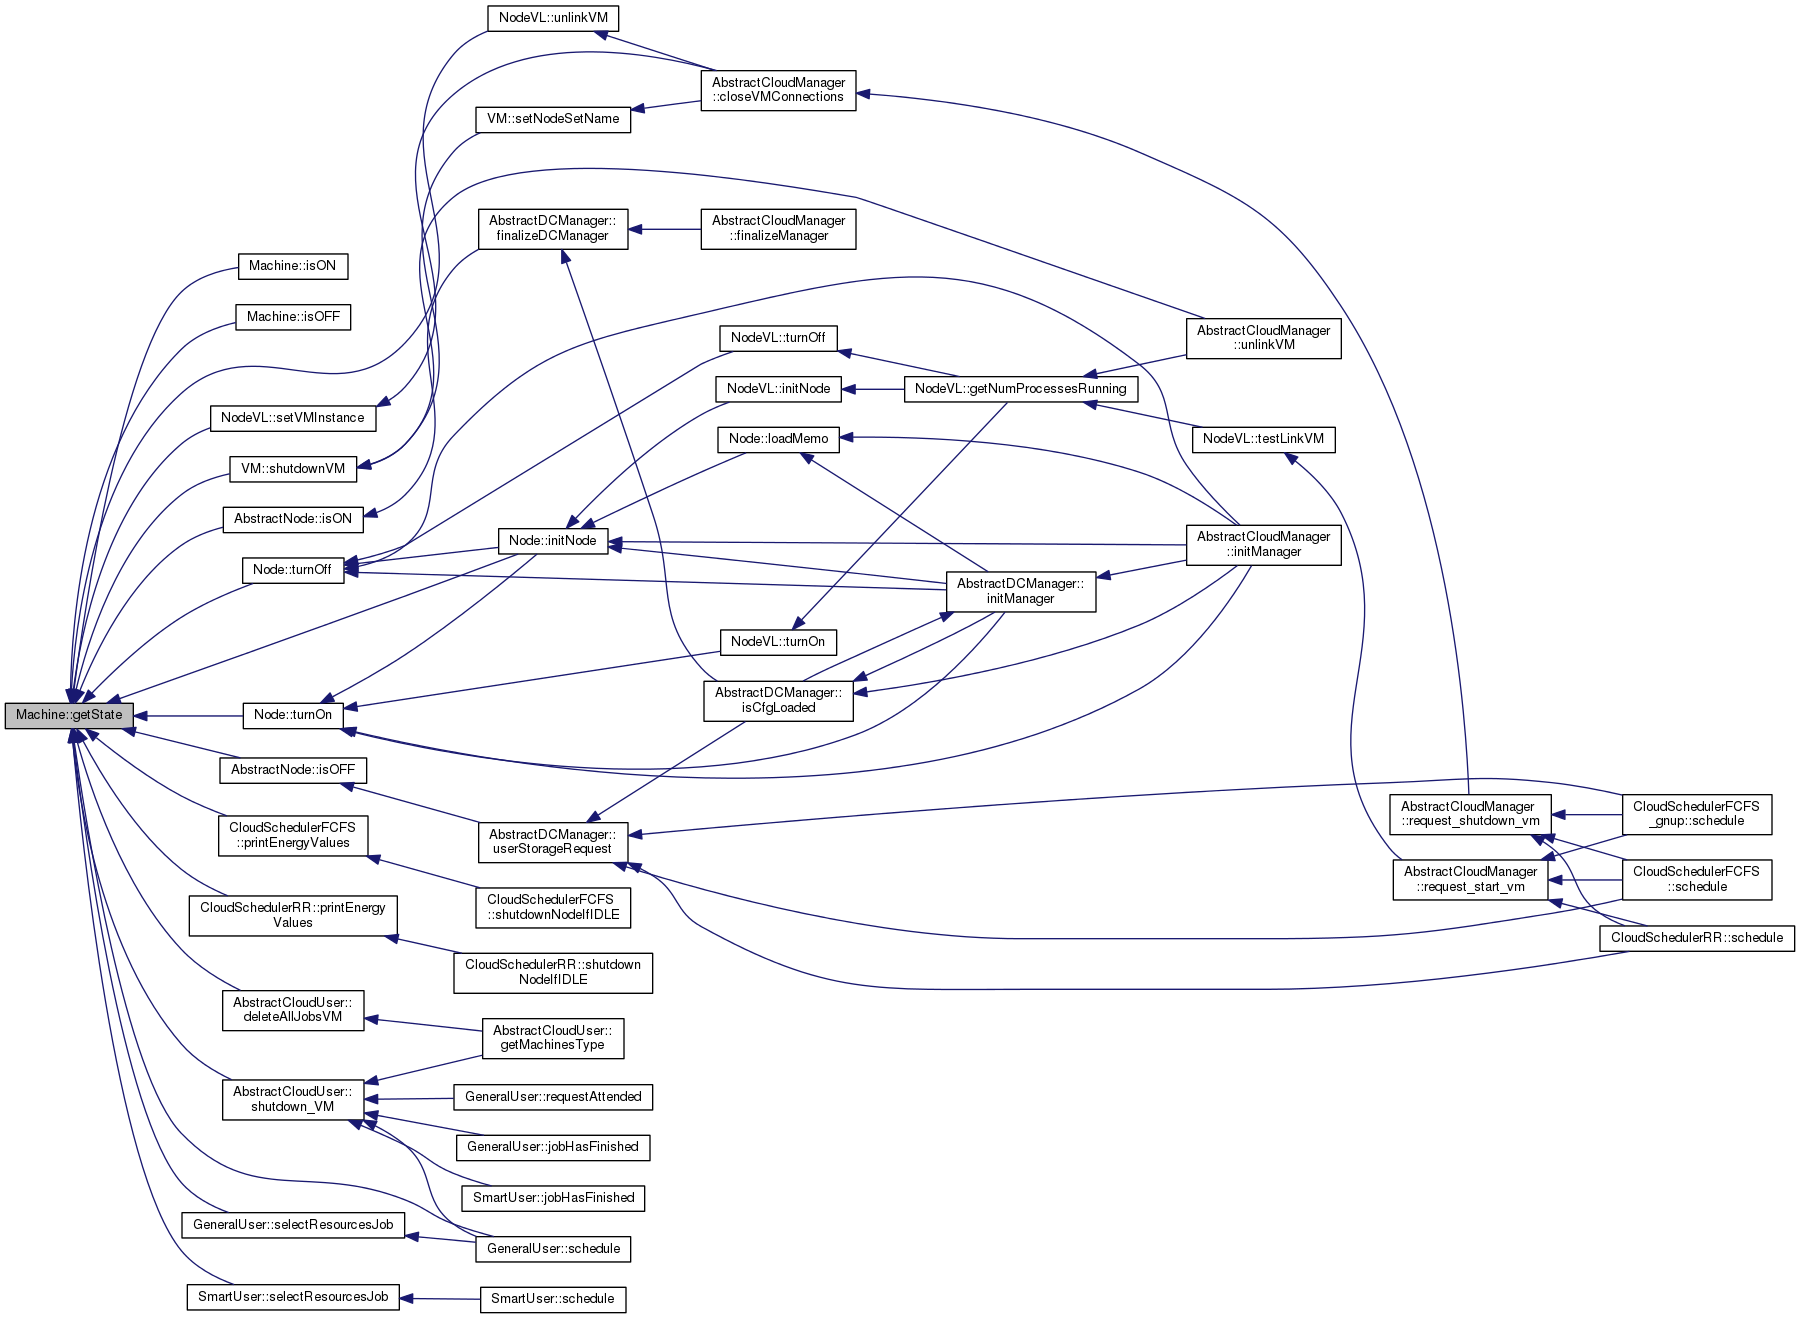 NodeVL::unlinkVM
AbstractCloudManager
::closeVMConnections
VM::setNodeSetName
AbstractDCManager::
finalizeDCManager
AbstractCloudManager
::finalizeManager
Machine::isON
Machine::isOFF
NodeVL::turnOff
AbstractCloudManager
::unlinkVM
NodeVL::initNode
NodeVL::getNumProcessesRunning
NodeVL::setVMInstance
Node::loadMemo
NodeVL::testLinkVM
VM::shutdownVM
AbstractNode::isON
Node::initNode
AbstractCloudManager
::initManager
Node::turnOff
AbstractDCManager::
initManager
NodeVL::turnOn
AbstractDCManager::
isCfgLoaded
Machine::getState
Node::turnOn
AbstractNode::isOFF
AbstractCloudManager
::request_shutdown_vm
CloudSchedulerFCFS
_gnup::schedule
CloudSchedulerFCFS
::printEnergyValues
AbstractDCManager::
userStorageRequest
AbstractCloudManager
::request_start_vm
CloudSchedulerFCFS
::schedule
CloudSchedulerFCFS
::shutdownNodeIfIDLE
CloudSchedulerRR::printEnergy
Values
CloudSchedulerRR::schedule
CloudSchedulerRR::shutdown
NodeIfIDLE
AbstractCloudUser::
deleteAllJobsVM
AbstractCloudUser::
getMachinesType
AbstractCloudUser::
shutdown_VM
GeneralUser::requestAttended
GeneralUser::jobHasFinished
SmartUser::jobHasFinished
GeneralUser::selectResourcesJob
GeneralUser::schedule
SmartUser::selectResourcesJob
SmartUser::schedule